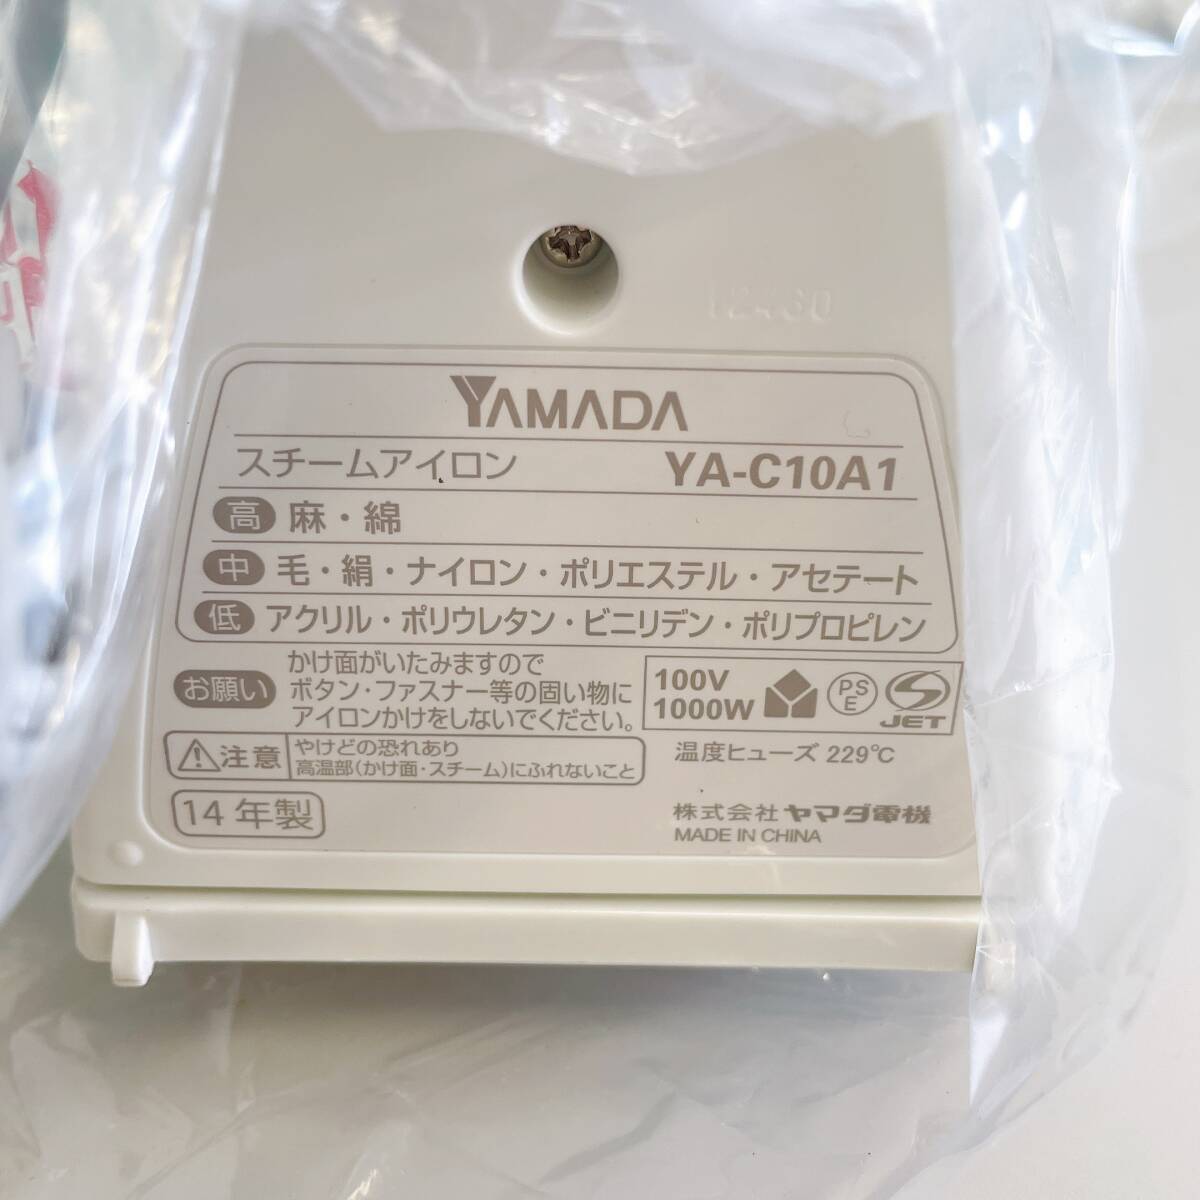 YAMADA
スチームアイロン YA-C10A1
高 麻・綿
中 毛・絹・ナイロン・ポリエステル・アセテート
低 アクリル・ポリウレタン・ビニリデン・ポリプロピレン
お願い かけ面がいたみますので
ボタン・ファスナー等の固い物に
アイロンかけをしないでください。
100V
1000W
PS
E
JET
注意 やけどの恐れあり
高温部(かけ面・スチーム)にふれないこと
温度ヒューズ 229℃
14年製
株式会社 ヤマダ電機
MADE IN CHINA